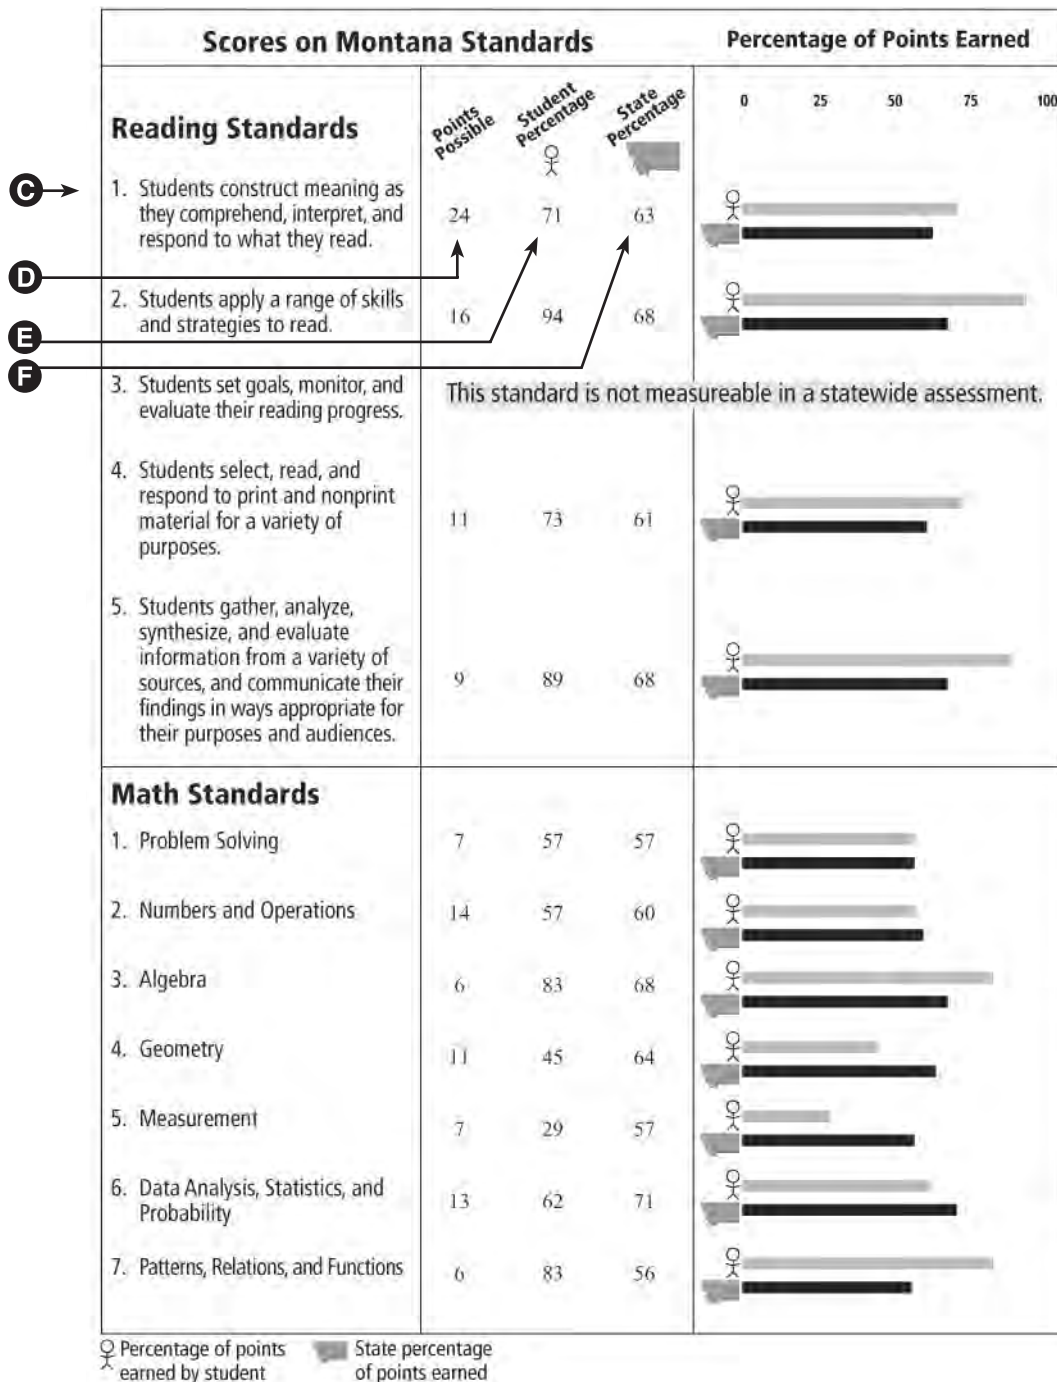 Scores on Montana Standards
Percentage of Points Earned
Reading Standards
Points Possible
Student Percentage
State Percentage
0 25 50 75 100
C
1. Students construct meaning as
they comprehend, interpret, and
respond to what they read.
24 71 63
D
2. Students apply a range of skills
and strategies to read.
16 94 68
E
F
3. Students set goals, monitor, and
evaluate their reading progress.
This standard is not measureable in a statewide assessment.
4. Students select, read, and
respond to print and nonprint
material for a variety of
purposes.
11 73 61
5. Students gather, analyze,
synthesize, and evaluate
information from a variety of
sources, and communicate their
findings in ways appropriate for
their purposes and audiences.
9 89 68
Math Standards
1. Problem Solving 7 57 57
2. Numbers and Operations 14 57 60
3. Algebra 6 83 68
4. Geometry 11 45 64
5. Measurement 7 29 57
6. Data Analysis, Statistics, and
Probability
13 62 71
7. Patterns, Relations, and Functions 6 83 56
Percentage of points
earned by student
State percentage
of points earned